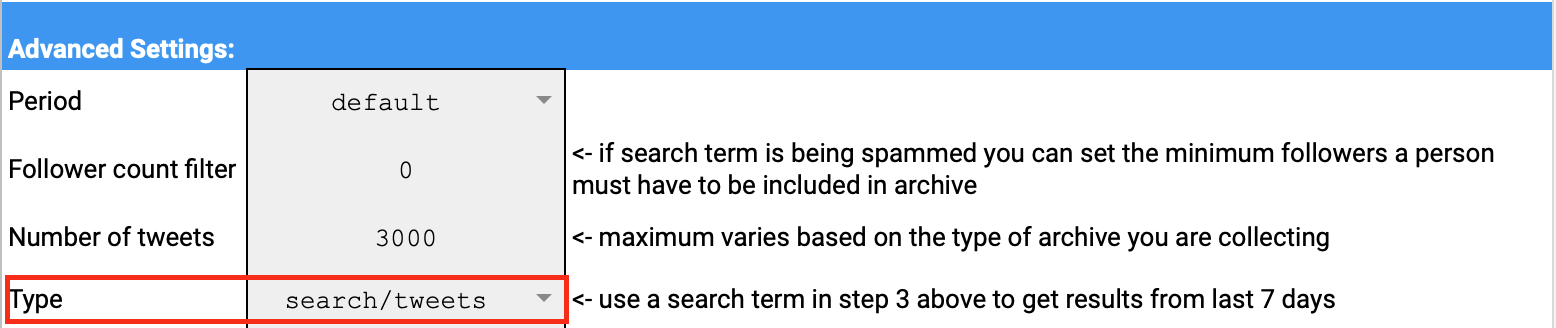 Advanced Settings:
Period default
Follower count filter 0 <- if search term is being spammed you can set the minimum followers a person
must have to be included in archive
Number of tweets 3000 <- maximum varies based on the type of archive you are collecting
Type search/tweets <- use a search term in step 3 above to get results from last 7 days